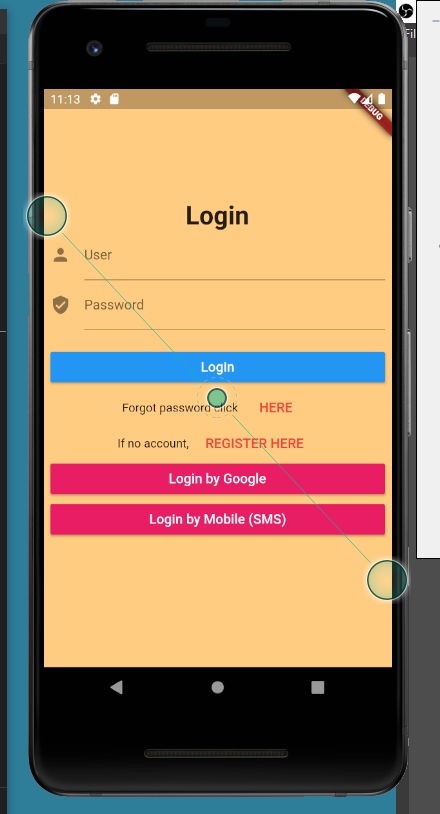 Fil
11:13
DEBUG
Login
User
Password
Login
Forgot password click HERE
If no account, REGISTER HERE
Login by Google
Login by Mobile (SMS)